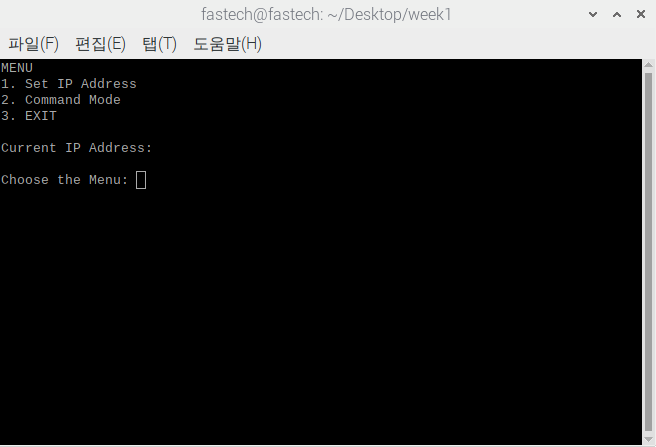 fastech@fastech: ~/Desktop/week1
파일(F) 편집(E) 탭(T) 도움말(H)
MENU
1. Set IP Address
2. Command Mode
3. EXIT
Current IP Address:
Choose the Menu: